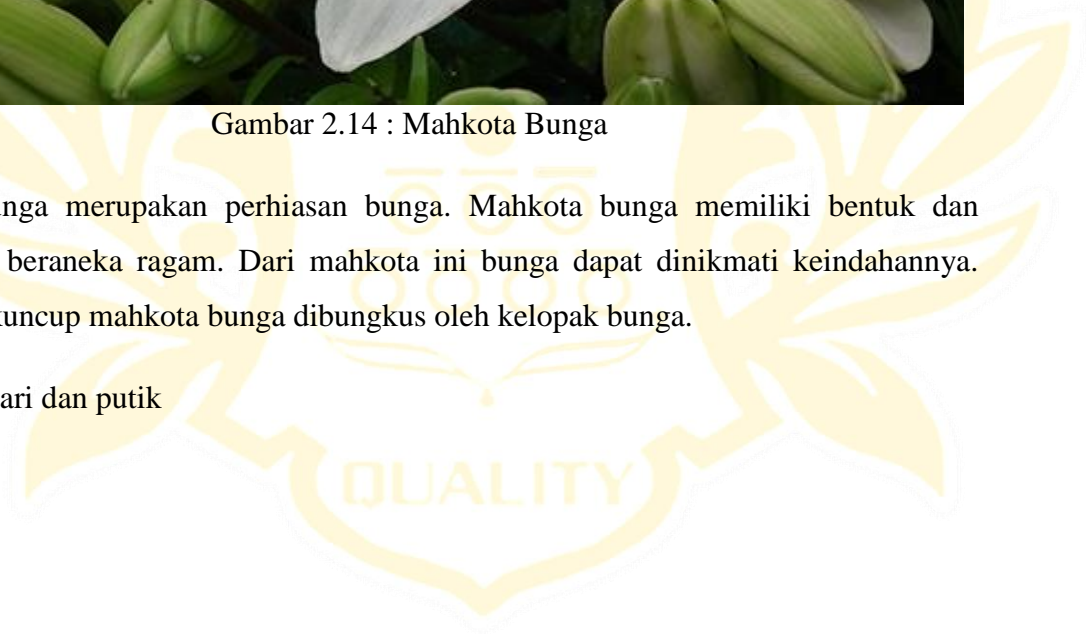 Gambar 2.14 : Mahkota Bunga
unga merupakan perhiasan bunga. Mahkota bunga memiliki bentuk dan
beraneka ragam. Dari mahkota ini bunga dapat dinikmati keindahannya.
kuncup mahkota bunga dibungkus oleh kelopak bunga.
ari dan putik
QUALITY